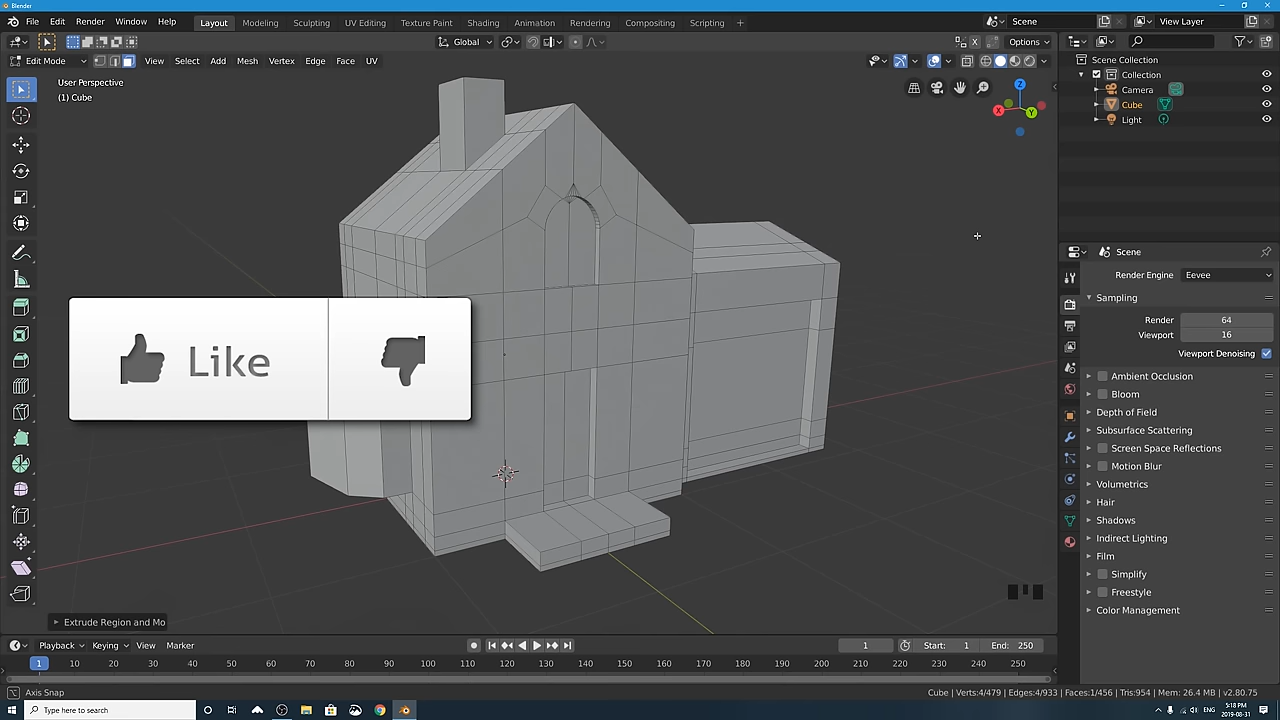 Blender
File Edit Render Window Help Layout Modeling Sculpting UV Editing Texture Paint Shading Animation Rendering Compositing Scripting + Scene View Layer
Global Options
Edit Mode View Select Add Mesh Vertex Edge Face UV
User Perspective
(1) Cube
Z
X
Y
Scene Collection
Collection
Camera
Cube
Light
Scene
Render Engine Eevee
Sampling
Render 64
Viewport 16
Viewport Denoising
Ambient Occlusion
Bloom
Depth of Field
Subsurface Scattering
Screen Space Reflections
Motion Blur
Volumetrics
Hair
Shadows
Indirect Lighting
Film
Simplify
Freestyle
Color Management
Like
Extrude Region and Mo
Playback Keying View Marker 1 Start: 1 End: 250
1 10 20 30 40 50 60 70 80 90 100 110 120 130 140 150 160 170 180 190 200 210 220 230 240 250
Axis Snap Cube | Verts:4/479 | Edges:4/933 | Faces:1/456 | Tris:954 | Mem: 26.4 MB | v2.80.75
Type here to search ENG 5:18 PM
2019-08-31